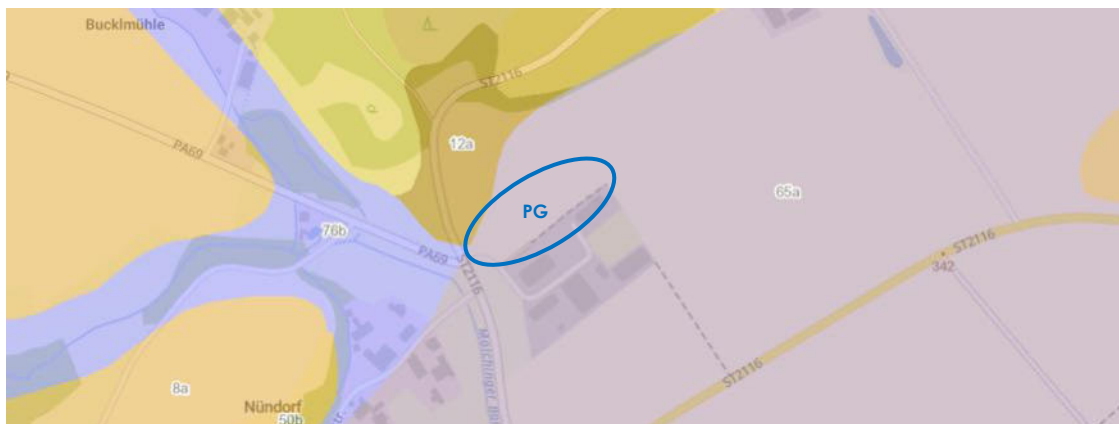 Bucklmühle
ST2116
12a
PA69
PG
65a
76b
PA69
ST2116
ST2116
342
8a
Nündorf
50b
ST2116